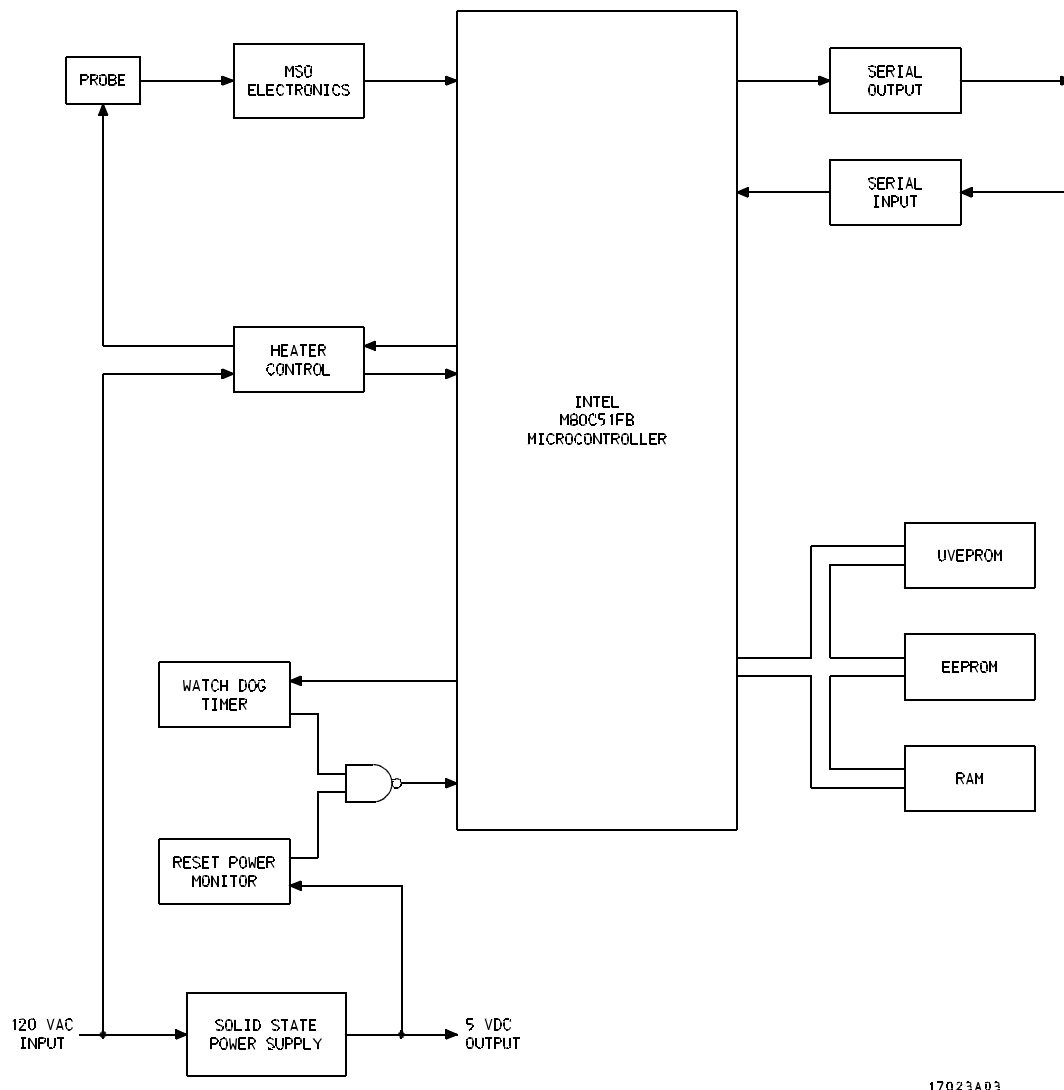 PROBE
MSO
ELECTRONICS
SERIAL
OUTPUT
SERIAL
INPUT
HEATER
CONTROL
INTEL
M80C51FB
MICROCONTROLLER
UVEPROM
EEPROM
RAM
WATCH DOG
TIMER
RESET POWER
MONITOR
120 VAC
INPUT
SOLID STATE
POWER SUPPLY
5 VDC
OUTPUT
17023A03